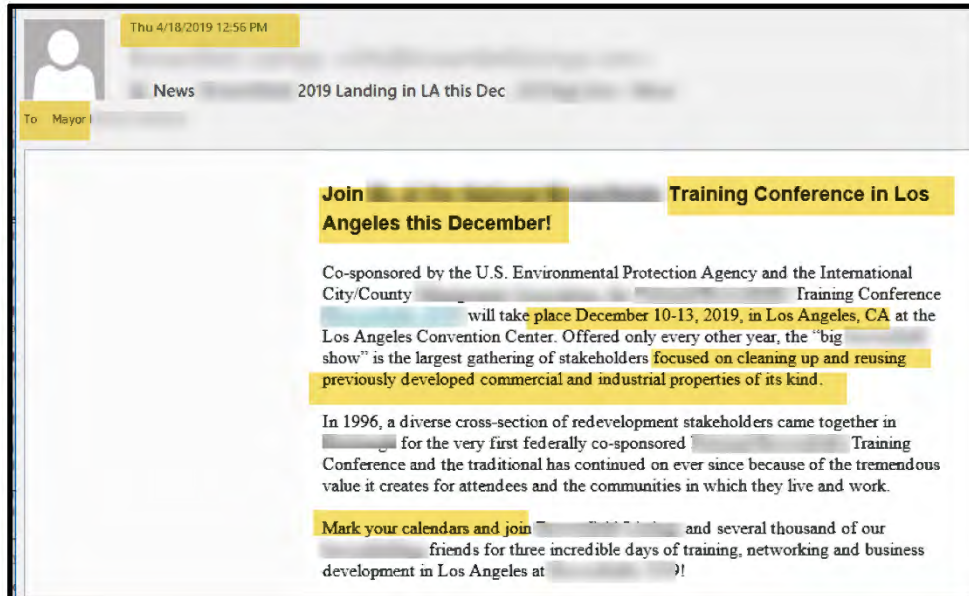 Thu 4/18/2019 12:56 PM
News 2019 Landing in LA this Dec
To Mayor
Join Training Conference in Los
Angeles this December!
Co-sponsored by the U.S. Environmental Protection Agency and the International
City/County Training Conference
will take place December 10-13, 2019, in Los Angeles, CA at the
Los Angeles Convention Center. Offered only every other year, the “big
show” is the largest gathering of stakeholders focused on cleaning up and reusing
previously developed commercial and industrial properties of its kind.
In 1996, a diverse cross-section of redevelopment stakeholders came together in
for the very first federally co-sponsored Training
Conference and the traditional has continued on ever since because of the tremendous
value it creates for attendees and the communities in which they live and work.
Mark your calendars and join and several thousand of our
friends for three incredible days of training, networking and business
development in Los Angeles at 9!